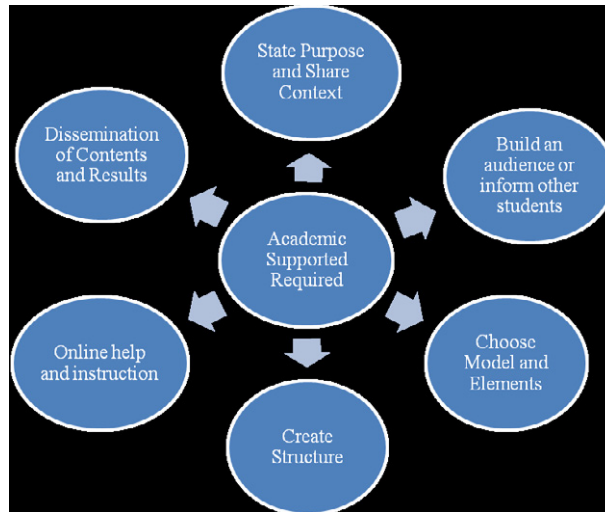 State Purpose
and Share
Context
Dissemination
of Contents
and Results
Build an
audience or
inform other
students
Academic
Supported
Required
Online help
and instruction
Choose
Model and
Elements
Create
Structure